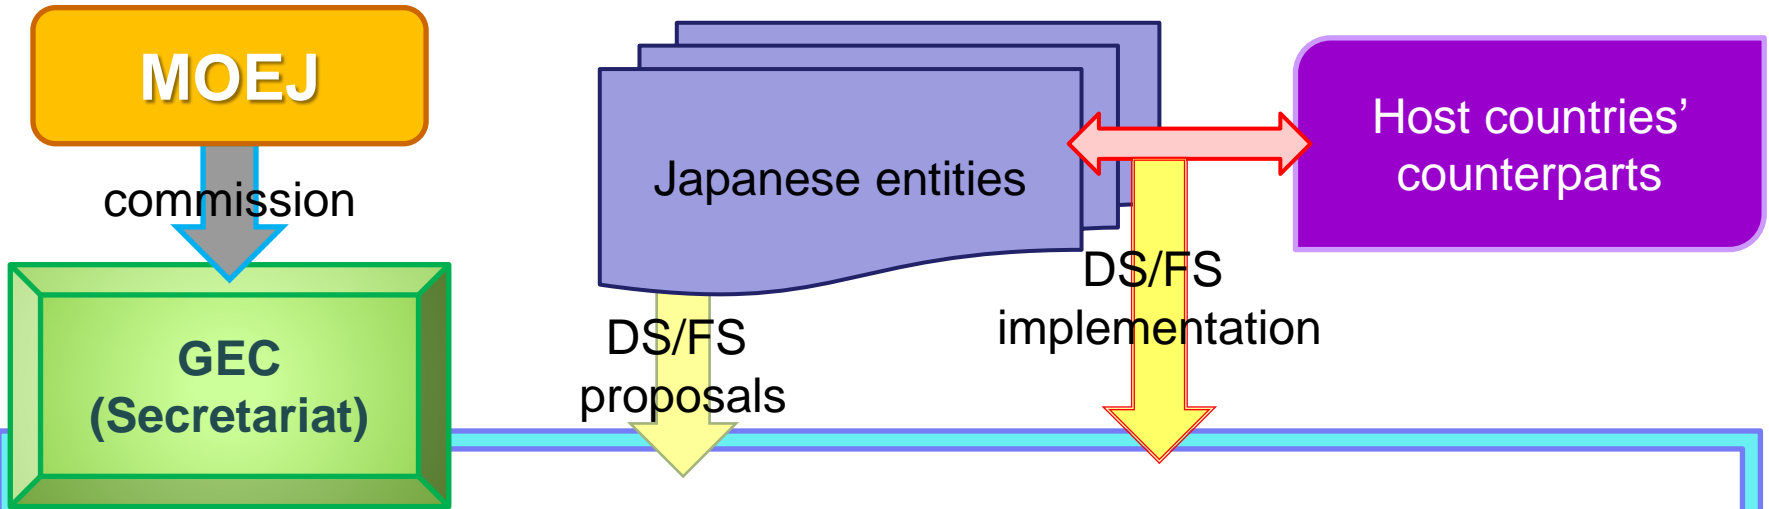 MOEJ
commission
GEC
(Secretariat)
Japanese entities
Host countries’
counterparts
DS/FS
proposals
DS/FS
implementation